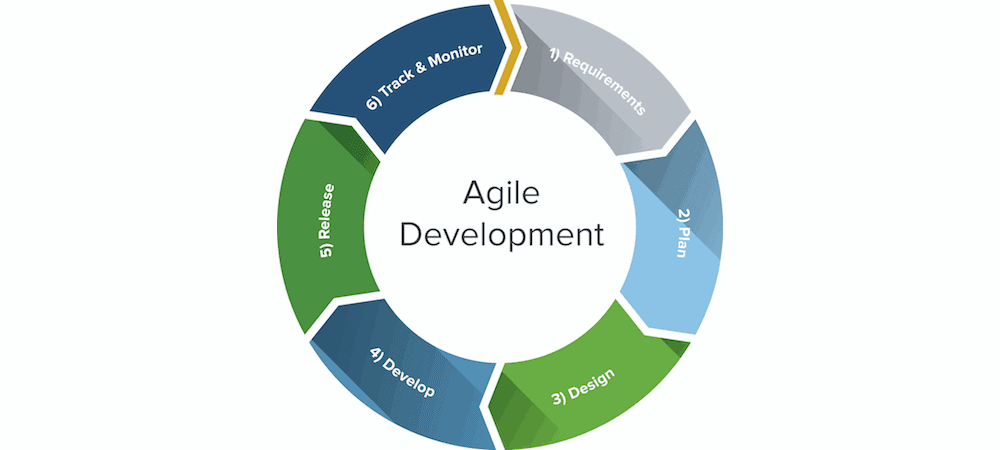 Agile
Development
1) Requirements
2) Plan
3) Design
4) Develop
5) Release
6) Track & Monitor